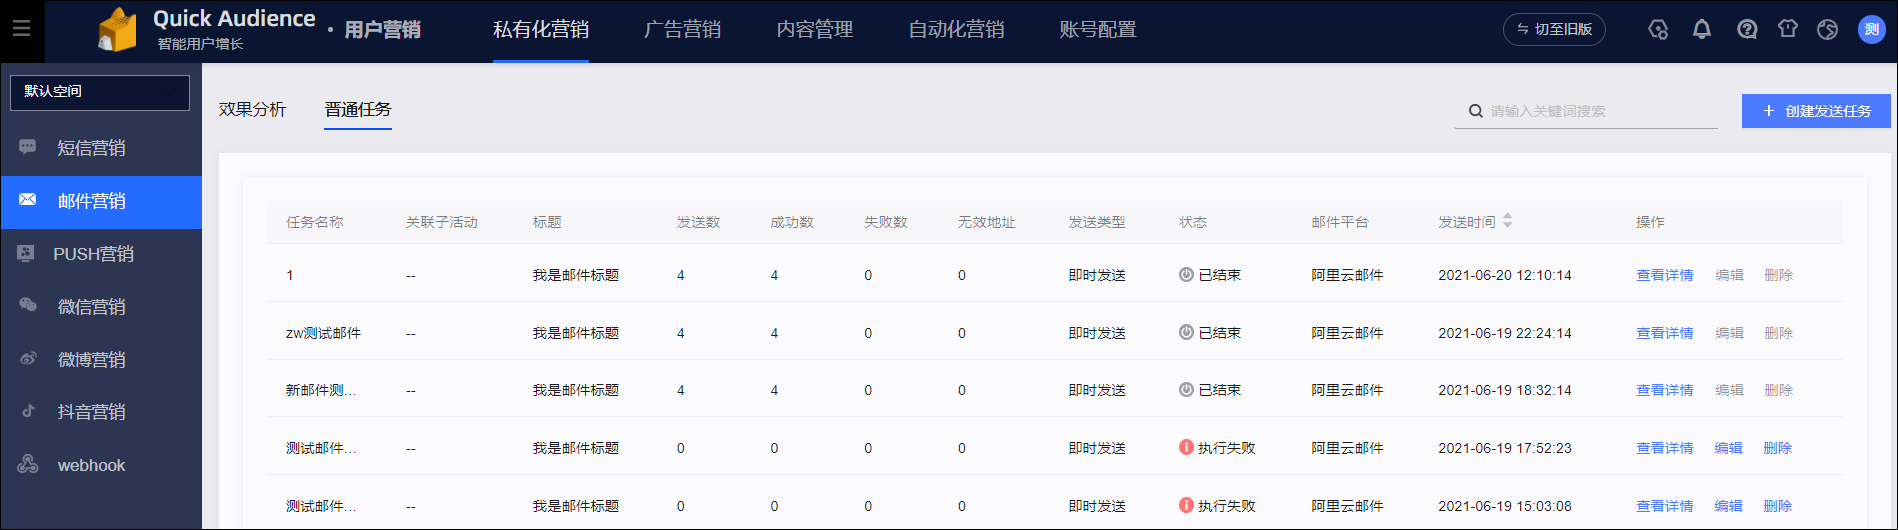 Quick Audience
智能用户增长
· 用户营销
私有化营销
广告营销
内容管理
自动化营销
账号配置
切至旧版
测
默认空间
短信营销
邮件营销
PUSH营销
微信营销
微博营销
抖音营销
webhook
效果分析
普通任务
请输入关键词搜索
+ 创建发送任务
任务名称 关联子活动 标题 发送数 成功数 失败数 无效地址 发送类型 状态 邮件平台 发送时间 操作
1 -- 我是邮件标题 4 4 0 0 即时发送 已结束 阿里云邮件 2021-06-20 12:10:14 查看详情 编辑 删除
zw测试邮件 -- 我是邮件标题 4 4 0 0 即时发送 已结束 阿里云邮件 2021-06-19 22:24:14 查看详情 编辑 删除
新邮件测... -- 我是邮件标题 4 4 0 0 即时发送 已结束 阿里云邮件 2021-06-19 18:32:14 查看详情 编辑 删除
测试邮件... -- 我是邮件标题 0 0 0 0 即时发送 执行失败 阿里云邮件 2021-06-19 17:52:23 查看详情 编辑 删除
测试邮件... -- 我是邮件标题 0 0 0 0 即时发送 执行失败 阿里云邮件 2021-06-19 15:03:08 查看详情 编辑 删除